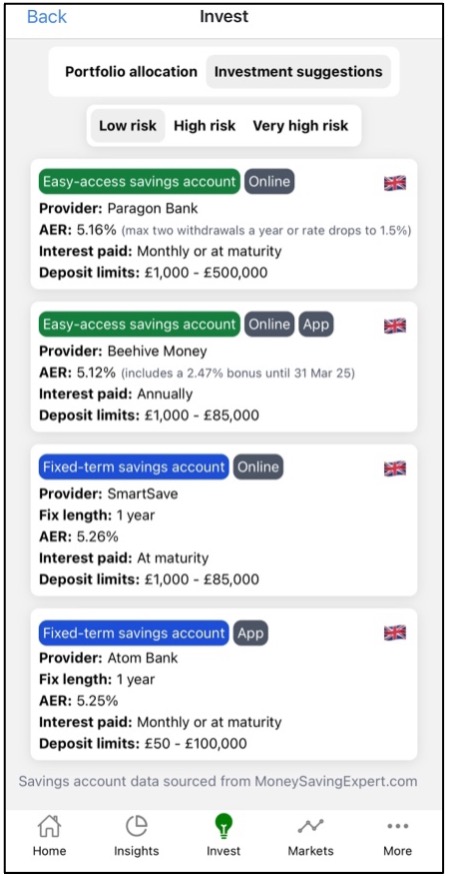 Back Invest
Portfolio allocation Investment suggestions
Low risk High risk Very high risk
Easy-access savings account Online
Provider: Paragon Bank
AER: 5.16% (max two withdrawals a year or rate drops to 1.5%)
Interest paid: Monthly or at maturity
Deposit limits: £1,000 - £500,000
Easy-access savings account Online App
Provider: Beehive Money
AER: 5.12% (includes a 2.47% bonus until 31 Mar 25)
Interest paid: Annually
Deposit limits: £1,000 - £85,000
Fixed-term savings account Online
Provider: SmartSave
Fix length: 1 year
AER: 5.26%
Interest paid: At maturity
Deposit limits: £1,000 - £85,000
Fixed-term savings account App
Provider: Atom Bank
Fix length: 1 year
AER: 5.25%
Interest paid: Monthly or at maturity
Deposit limits: £50 - £100,000
Savings account data sourced from MoneySavingExpert.com
Home Insights Invest Markets More